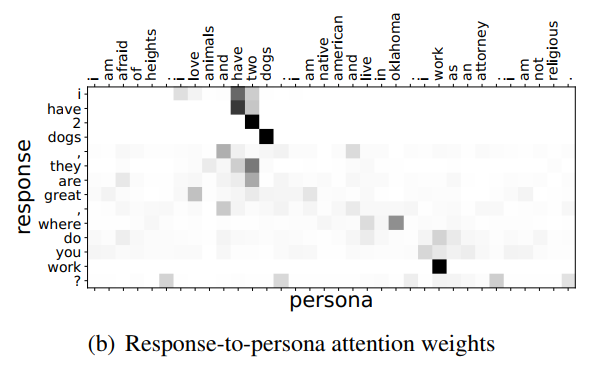 i am afraid of heights . i love animals and have two dogs . i am native american and live in oklahoma . i work as an attorney . i am not religious .
response
i
have
2
dogs
,
they
are
great
,
where
do
you
work
?
persona
(b) Response-to-persona attention weights